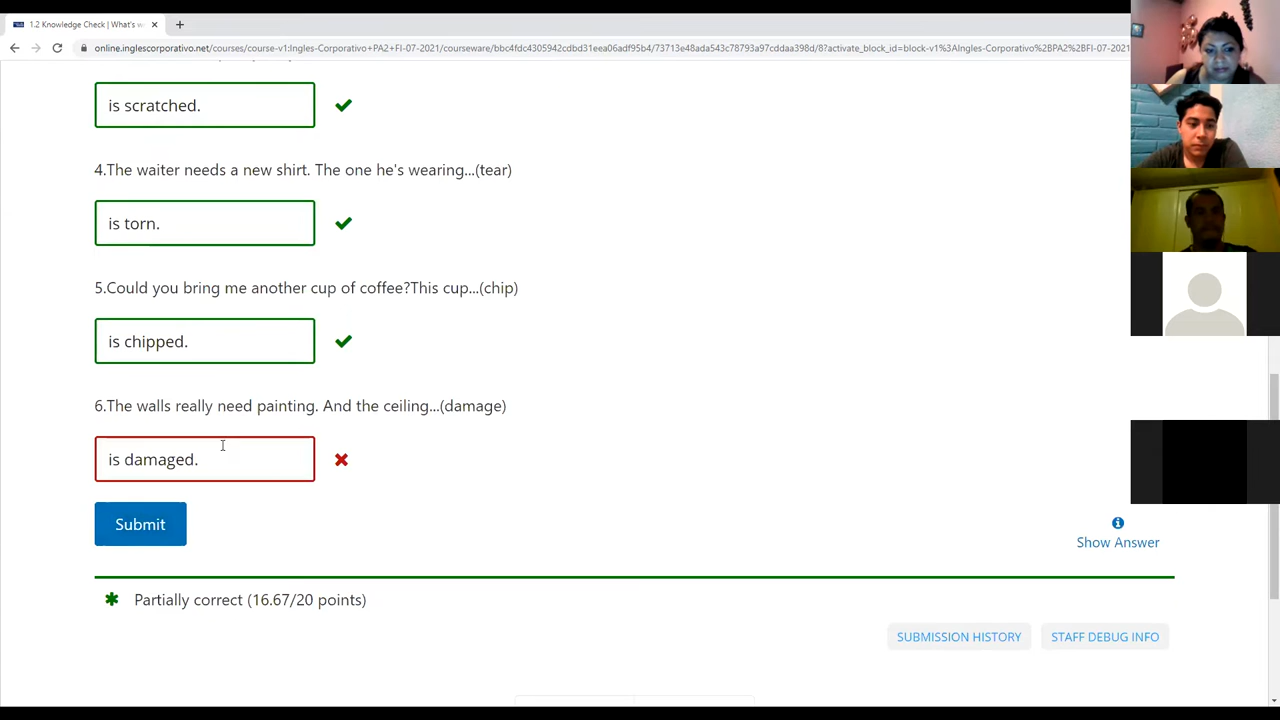 1.2 Knowledge Check | What's w
online.inglescorporativo.net/courses/course-v1:Ingles-Corporativo+PA2+FI-07-2021/courseware/bbc4fdc4305942cdbd31eea06adf95b4/73713e48ada543c78793a97cddaa398d/8?activate_block_id=block-v1%3AIngles-Corporativo%2BPA2%2BFI-07-2021
is scratched.
4.The waiter needs a new shirt. The one he's wearing...(tear)
is torn.
5.Could you bring me another cup of coffee?This cup...(chip)
is chipped.
6.The walls really need painting. And the ceiling...(damage)
is damaged.
Submit
Show Answer
Partially correct (16.67/20 points)
SUBMISSION HISTORY
STAFF DEBUG INFO